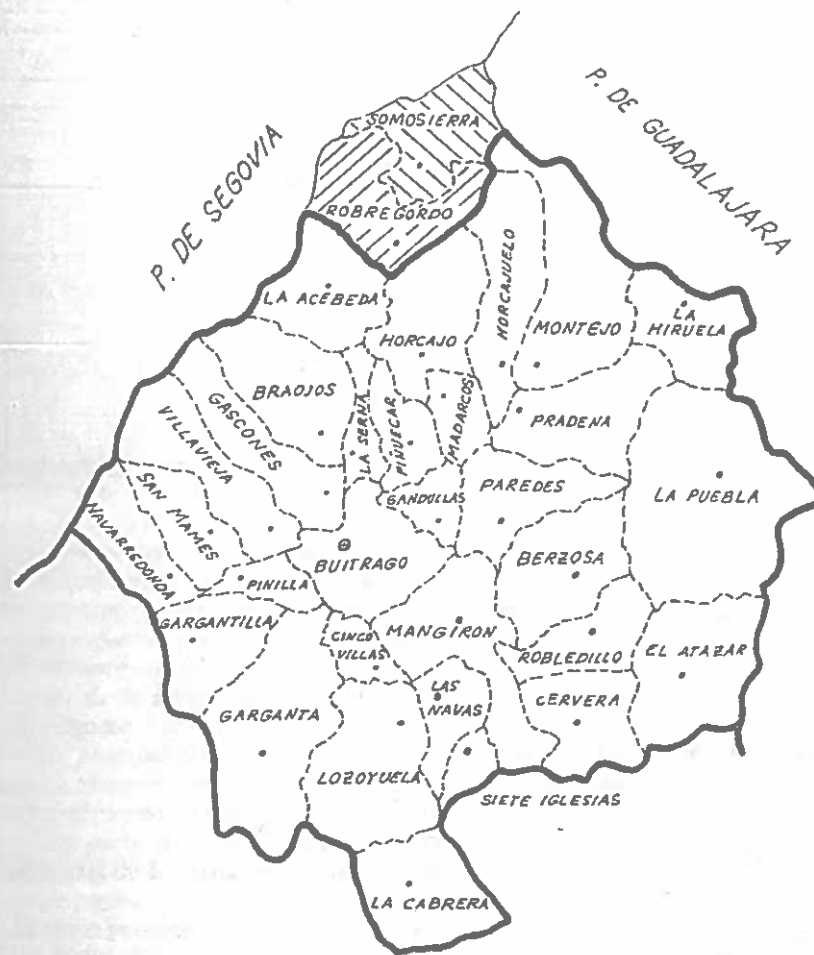 P. DE SEGOVIA
P. DE GUADALAJARA
SOMOSIERRA
ROBREGORDO
LA ACEBEDA
HORCAJO
HORCAJUELO
MONTEJO
LA
HIRUELA
BRAOJOS
GASCONES
VILLAVIEJA
LA SERNA
PIÑUECAR
MADARCOS
PRADENA
SAN MAMES
NAVARREDONDA
GANDULLAS
PAREDES
LA PUEBLA
BUITRAGO
PINILLA
BERZOSA
GARGANTILLA
CINCO
VILLAS
MANGIRON
ROBLEDILLO
EL ATAZAR
GARGANTA
LAS
NAVAS
CERVERA
LOZOYUELA
SIETE IGLESIAS
LA CABRERA